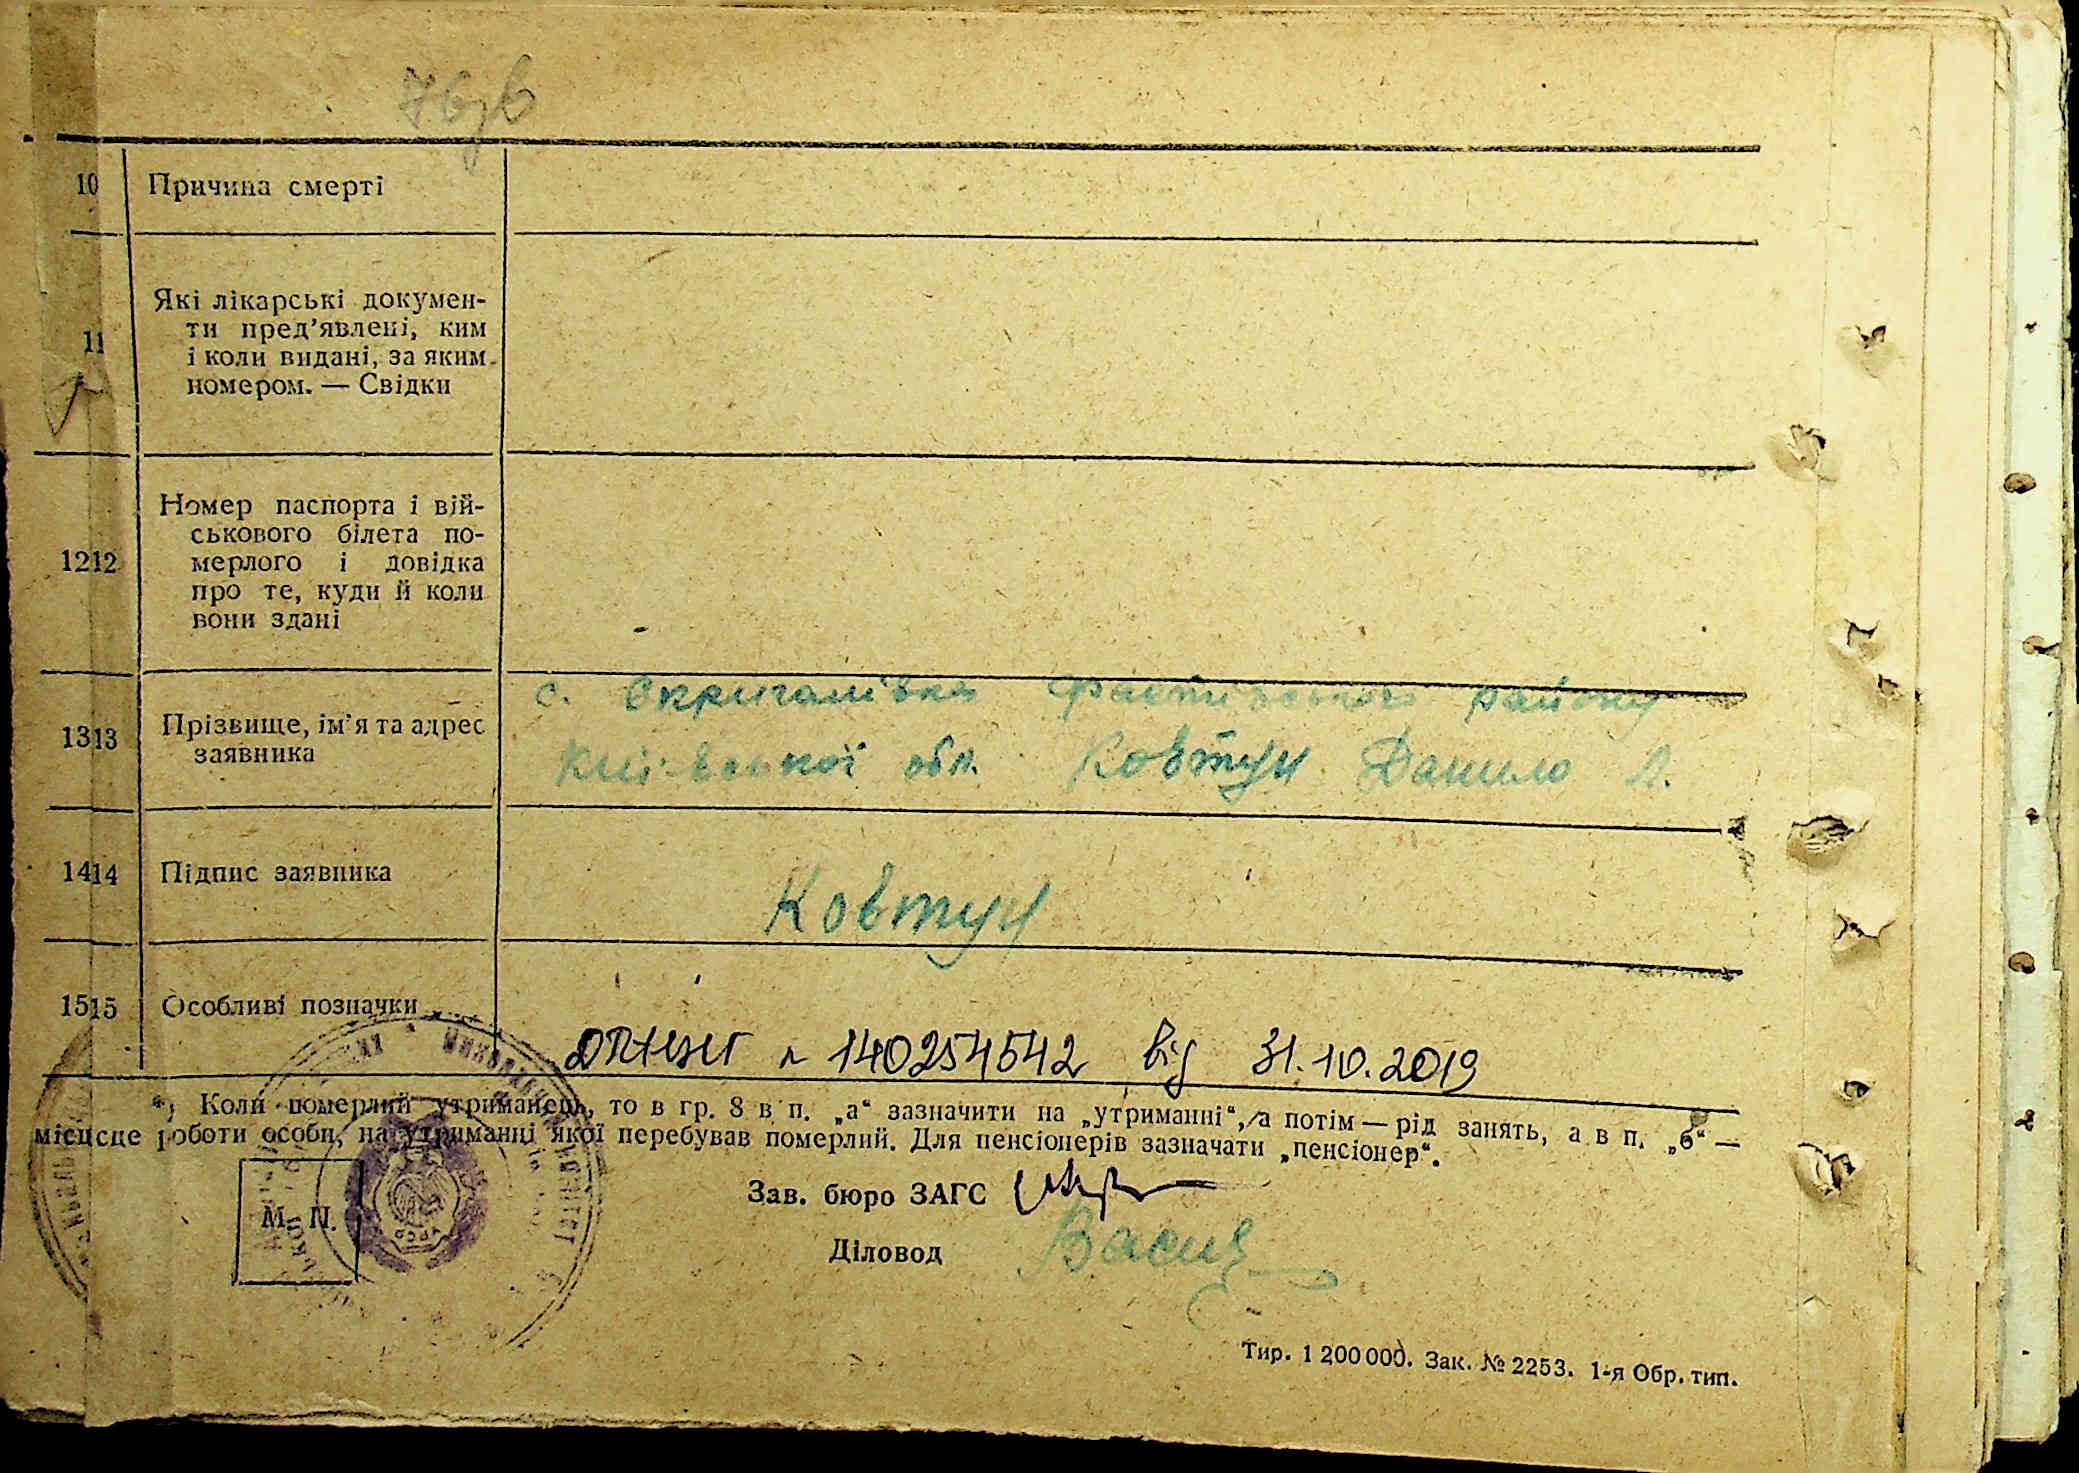 76зв
10 Причина смерті
11 Які лікарські докумен-
ти пред’явлені, ким
і коли видані, за яким
номером. — Свідки
1212 Номер паспорта і вій-
ськового білета по-
мерлого і довідка
про те, куди й коли
вони здані
1313 Прізвище, ім’я та адрес
заявника
с. Скригалівка Фастівського району
Київської обл. Ковтун Данило Л.
1414 Підпис заявника
Ковтун
1515 Особливі позначки
№ 140254542 від 31.10.2019
*) Коли померлий утриманець, то в гр. 8 в п. „а“ зазначити на „утриманні“, а потім — рід занять, а в п. „б“ —
місцсце роботи особи, на утриманні якої перебував померлий. Для пенсіонерів зазначати „пенсіонер“.
М. П.
Зав. бюро ЗАГС
Діловод
Тир. 1 200 000. Зак. № 2253. 1-я Обр. тип.